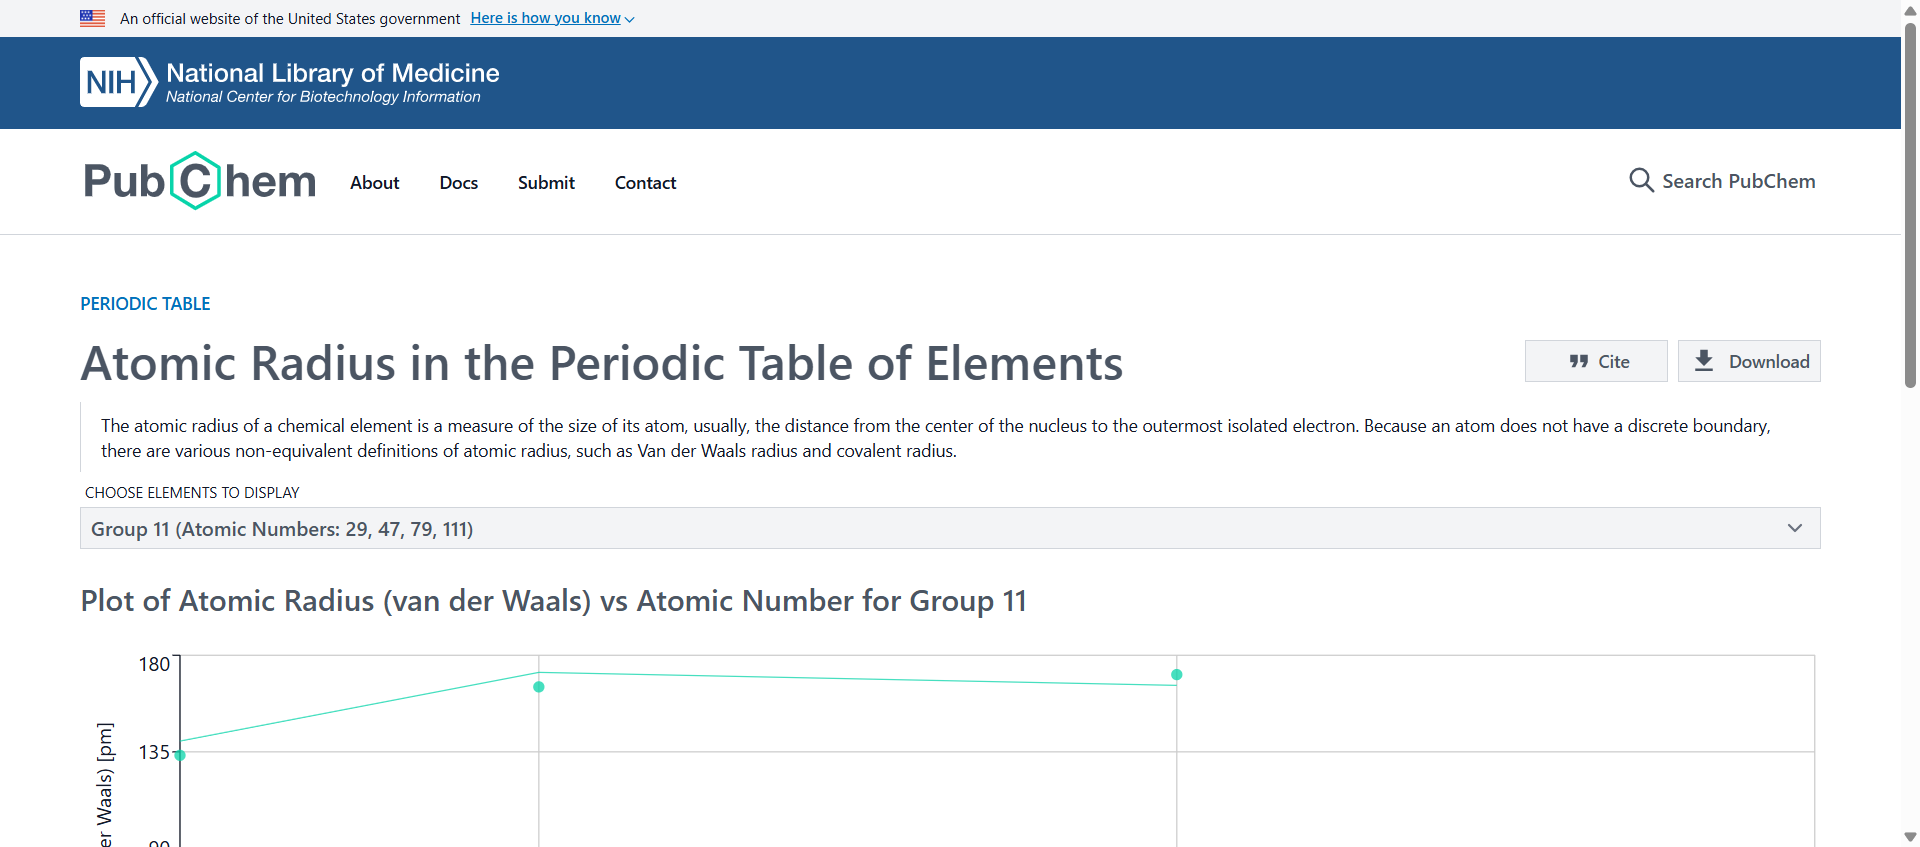 An official website of the United States government Here is how you know
NIH National Library of Medicine
National Center for Biotechnology Information
PubChem About Docs Submit Contact Search PubChem
PERIODIC TABLE
Atomic Radius in the Periodic Table of Elements
Cite Download
The atomic radius of a chemical element is a measure of the size of its atom, usually, the distance from the center of the nucleus to the outermost isolated electron. Because an atom does not have a discrete boundary,
there are various non-equivalent definitions of atomic radius, such as Van der Waals radius and covalent radius.
CHOOSE ELEMENTS TO DISPLAY
Group 11 (Atomic Numbers: 29, 47, 79, 111)
Plot of Atomic Radius (van der Waals) vs Atomic Number for Group 11
180
135
90
er Waals) [pm]